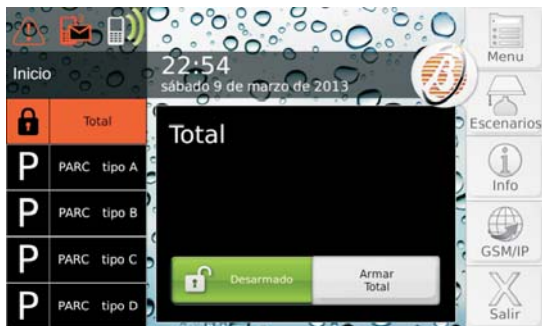 Inicio
22:54
sábado 9 de marzo de 2013
Menu
Escenarios
Info
GSM/IP
Salir
Total
P PARC tipo A
P PARC tipo B
P PARC tipo C
P PARC tipo D
Total
Desarmado
Armar
Total